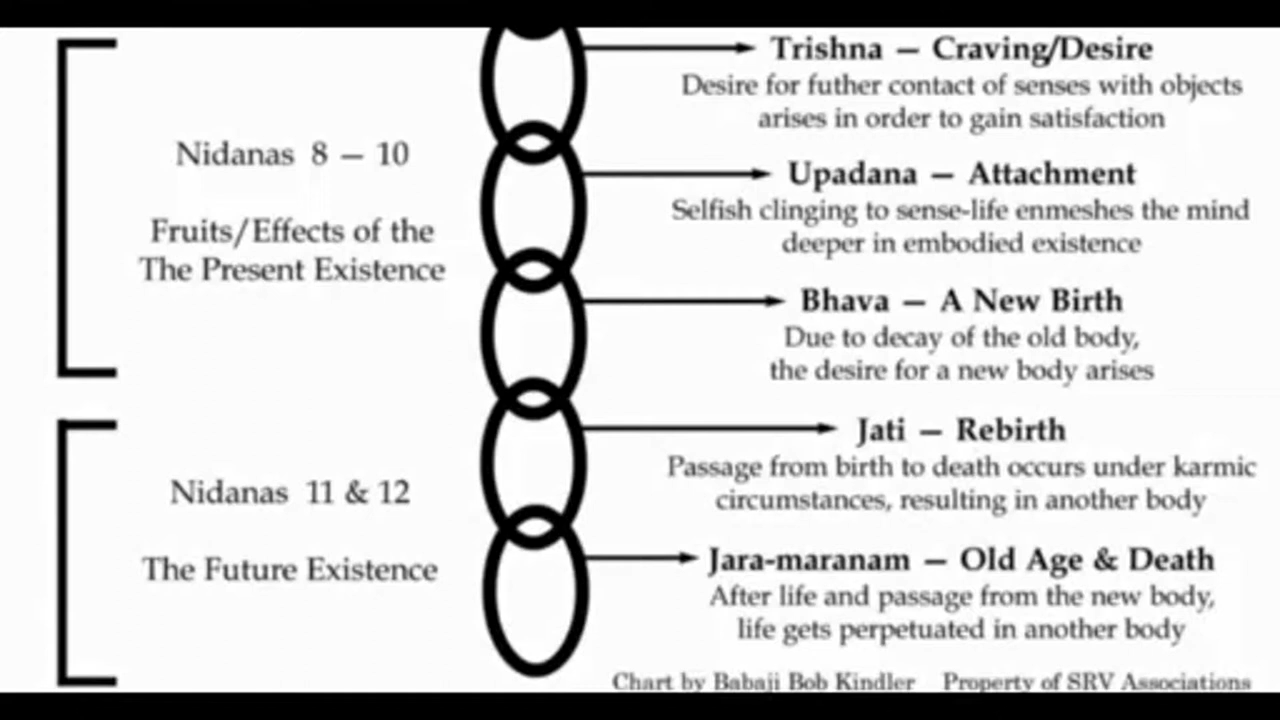 Trishna — Craving/Desire
Desire for futher contact of senses with objects
arises in order to gain satisfaction
Nidanas 8 — 10
Fruits/Effects of the
The Present Existence
Upadana — Attachment
Selfish clinging to sense-life enmeshes the mind
deeper in embodied existence
Bhava — A New Birth
Due to decay of the old body,
the desire for a new body arises
Nidanas 11 & 12
The Future Existence
Jati — Rebirth
Passage from birth to death occurs under karmic
circumstances, resulting in another body
Jara-maranam — Old Age & Death
After life and passage from the new body,
life gets perpetuated in another body
Chart by Babaji Bob Kindler Property of SRV Associations